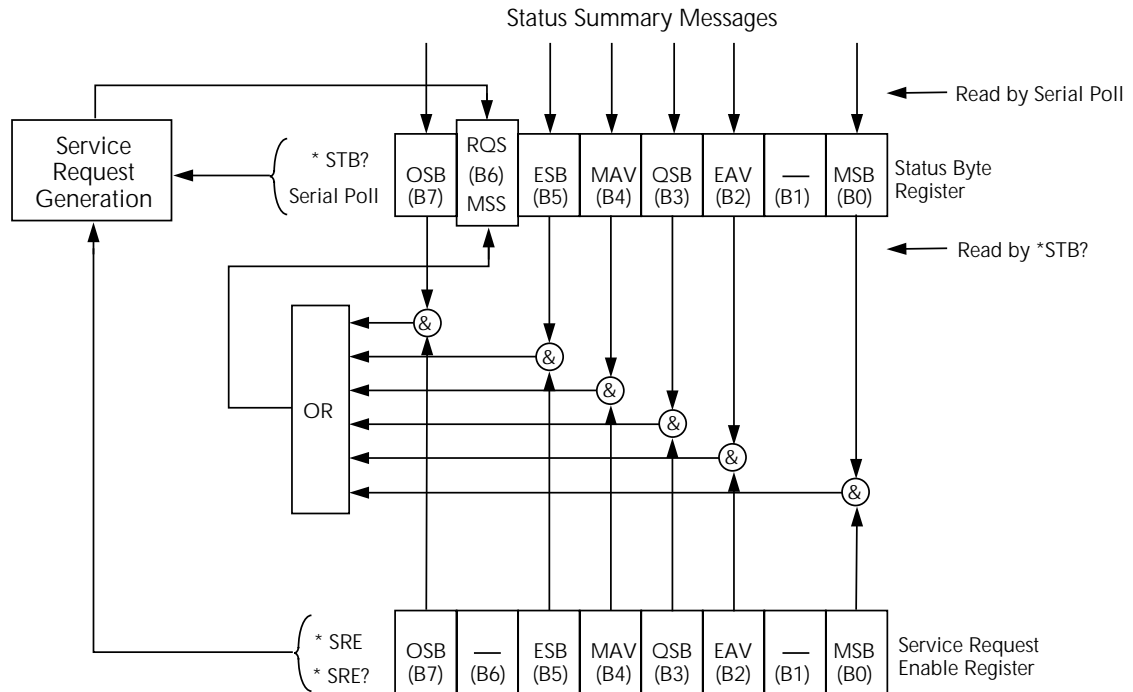 Status Summary Messages
Read by Serial Poll
Service
Request
Generation
* STB?
Serial Poll
OSB
(B7)
RQS
(B6)
MSS
ESB
(B5)
MAV
(B4)
QSB
(B3)
EAV
(B2)
—
(B1)
MSB
(B0)
Status Byte
Register
Read by *STB?
OR
&
&
&
&
&
&
* SRE
* SRE?
OSB
(B7)
—
(B6)
ESB
(B5)
MAV
(B4)
QSB
(B3)
EAV
(B2)
—
(B1)
MSB
(B0)
Service Request
Enable Register